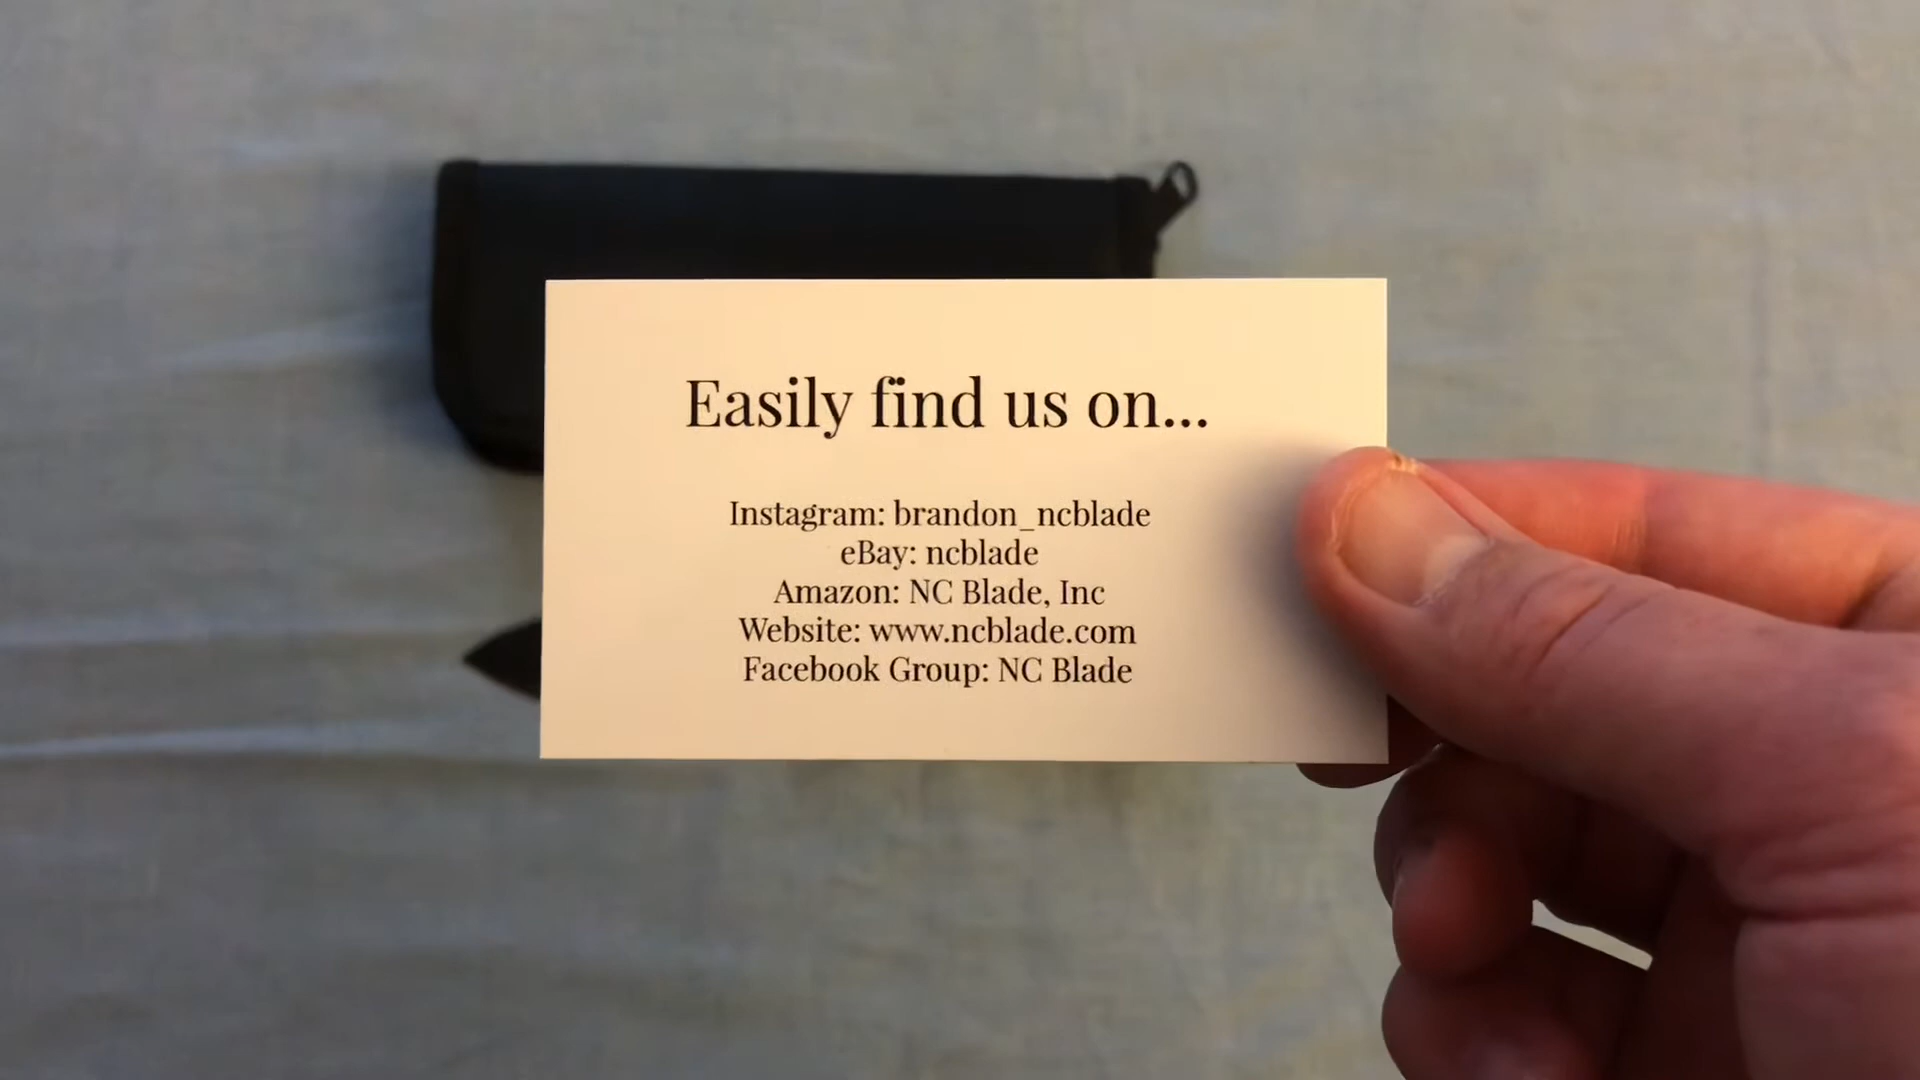 Easily find us on...
Instagram: brandon_ncblade
eBay: ncblade
Amazon: NC Blade, Inc
Website: www.ncblade.com
Facebook Group: NC Blade